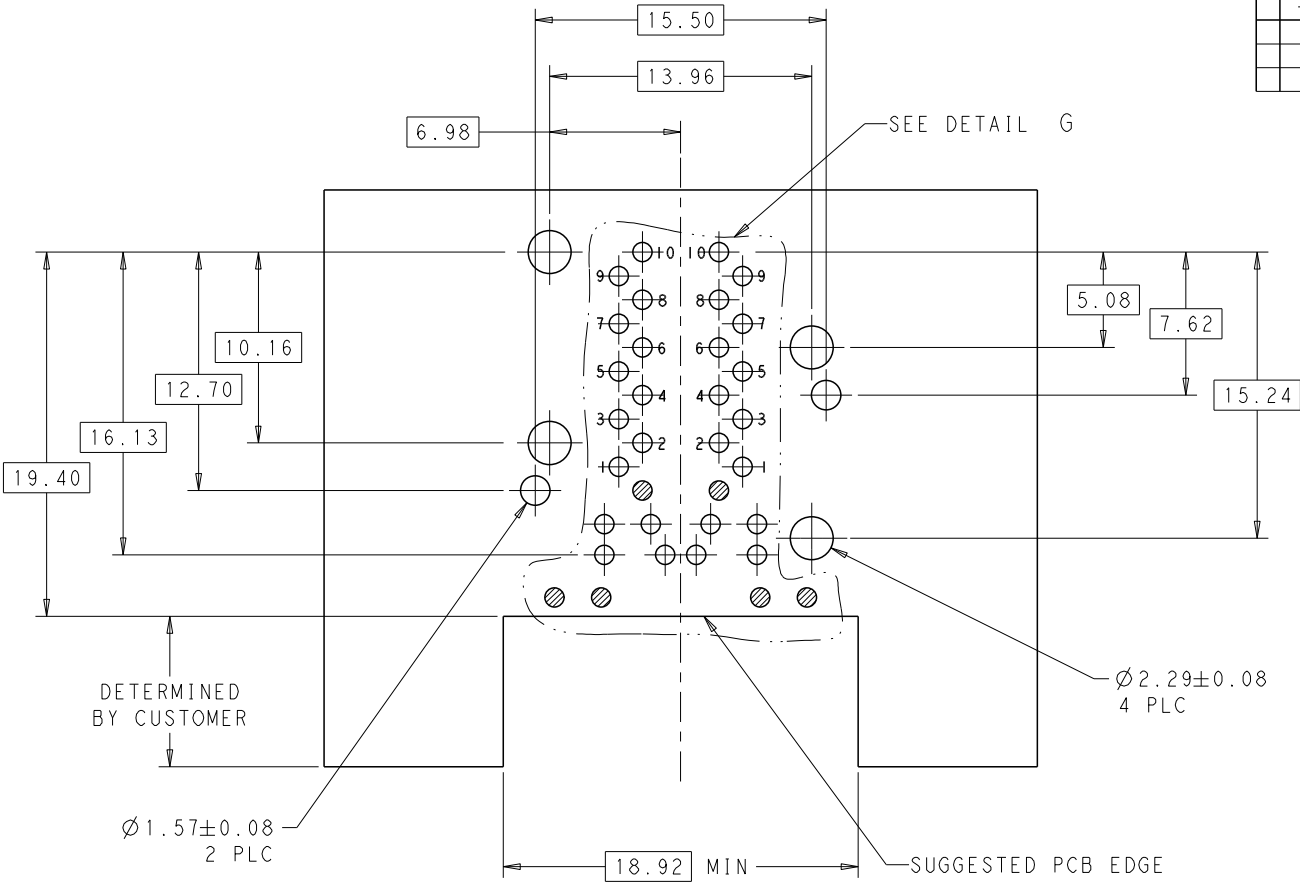 15.50
13.96
6.98
SEE DETAIL G
10 10
9 9
8 8
5.08
7 7
7.62
10.16
6 6
5 5
12.70
4 4
15.24
3 3
16.13
2 2
19.40
1 1
DETERMINED
BY CUSTOMER
Ø2.29±0.08
4 PLC
Ø1.57±0.08
2 PLC
18.92 MIN
SUGGESTED PCB EDGE